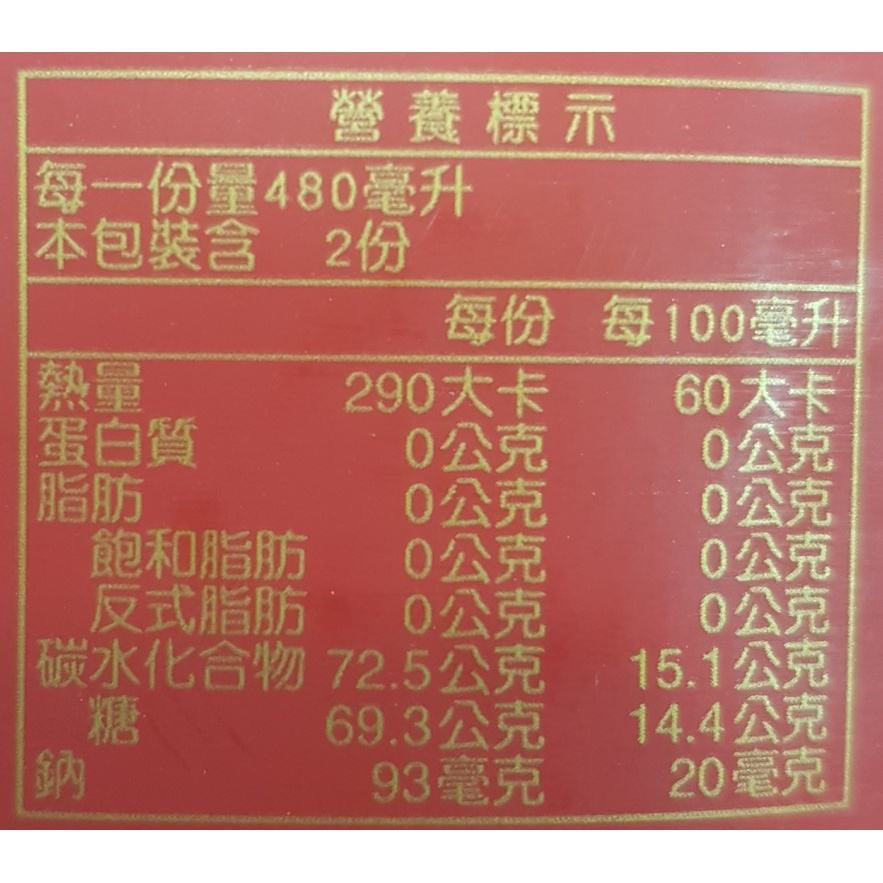 營養標示
每一份量480毫升
本包裝含 2份
每份 每100毫升
熱量 290大卡 60大卡
蛋白質 0公克 0公克
脂肪 0公克 0公克
飽和脂肪 0公克 0公克
反式脂肪 0公克 0公克
碳水化合物 72.5公克 15.1公克
糖 69.3公克 14.4公克
鈉 93毫克 20毫克